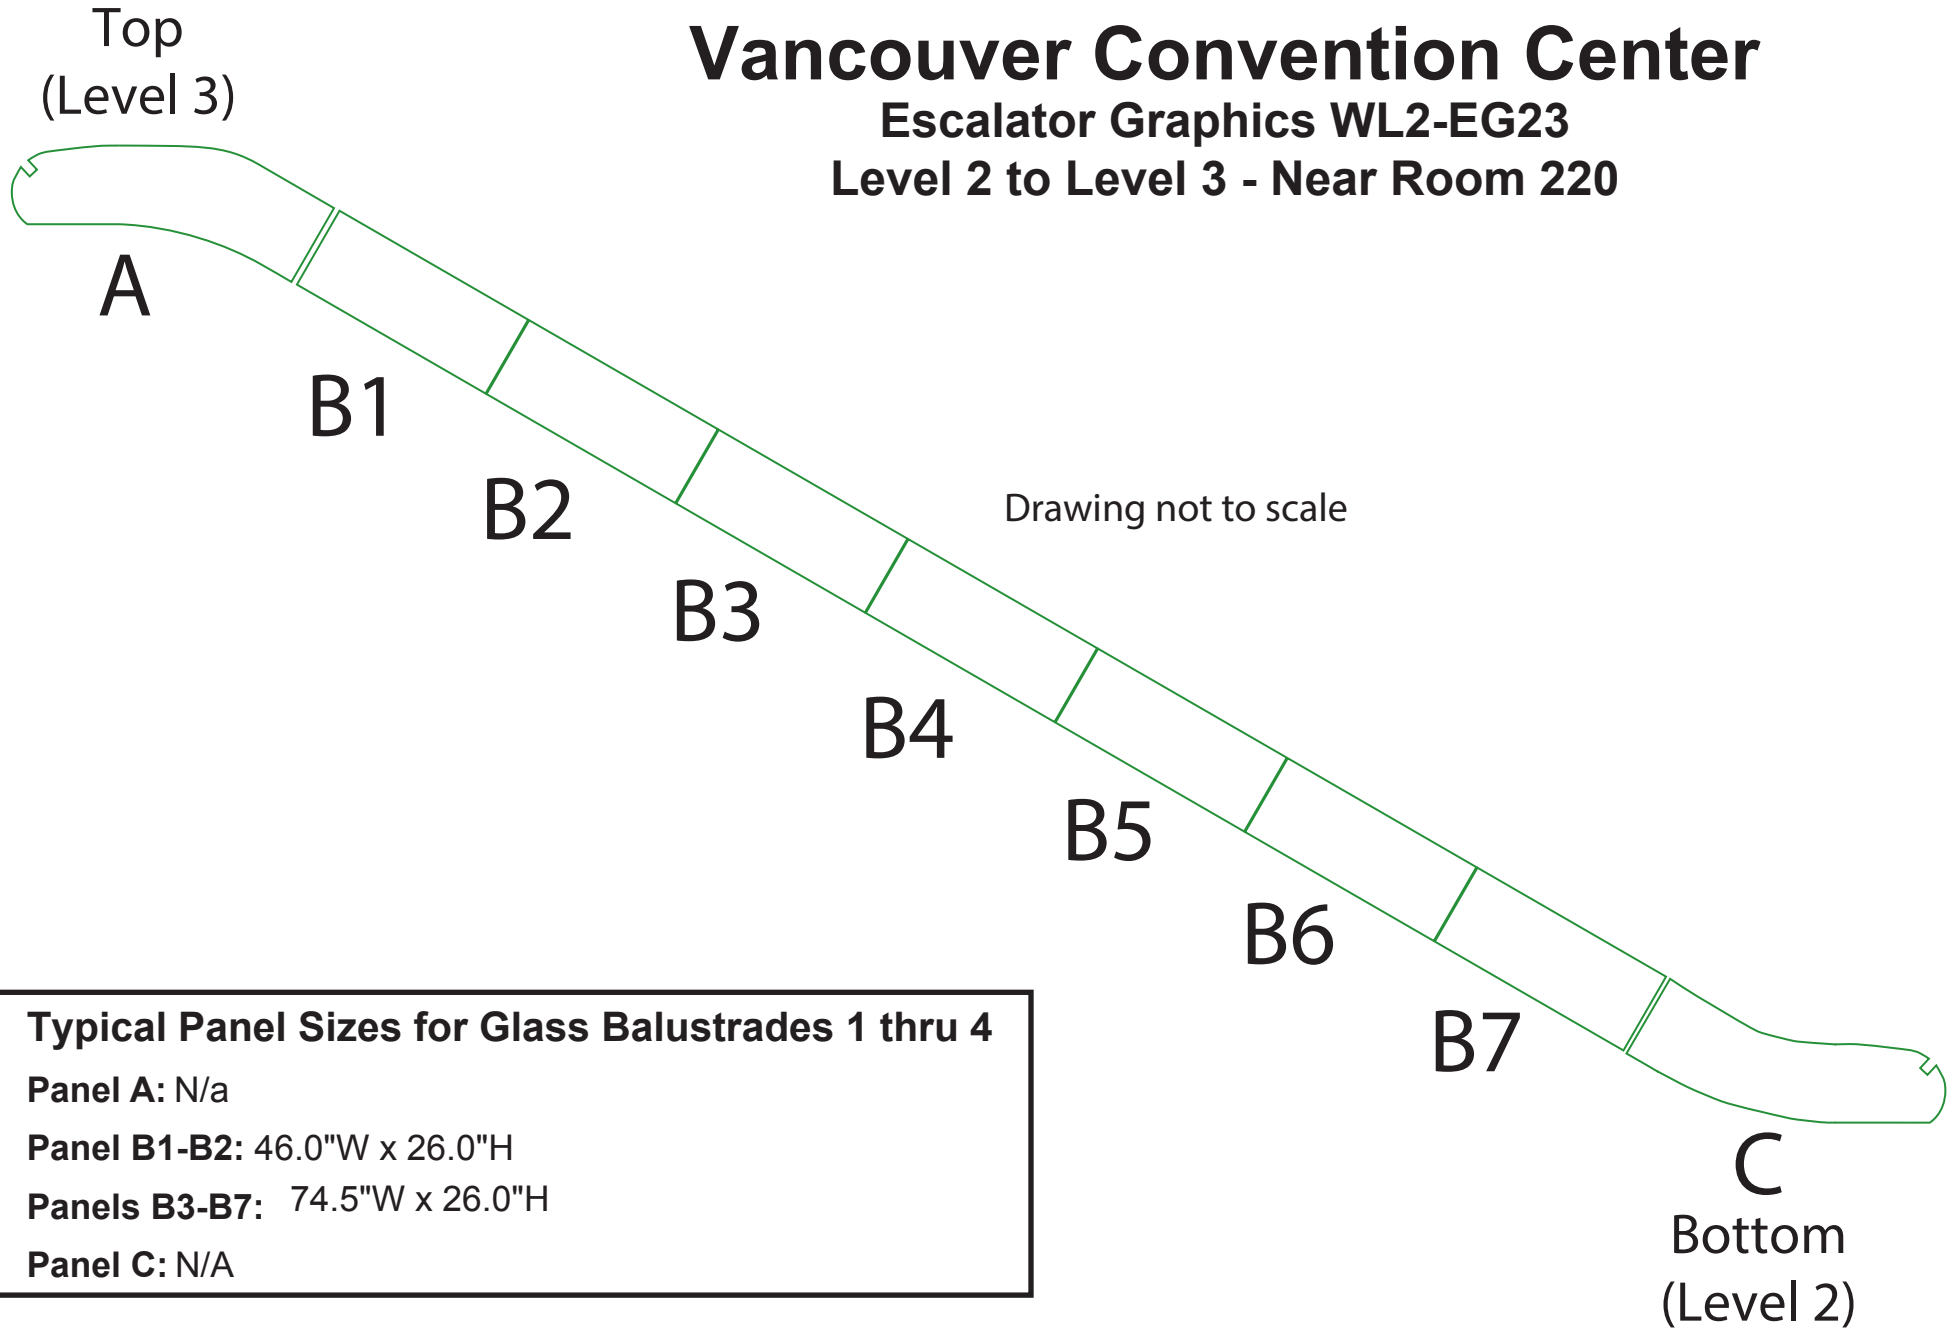 Top
(Level 3)
Vancouver Convention Center
Escalator Graphics WL2-EG23
Level 2 to Level 3 - Near Room 220
A
B1
B2
Drawing not to scale
B3
B4
B5
B6
B7
Typical Panel Sizes for Glass Balustrades 1 thru 4
Panel A: N/a
Panel B1-B2: 46.0"W x 26.0"H
Panels B3-B7: 74.5"W x 26.0"H
Panel C: N/A
C
Bottom
(Level 2)